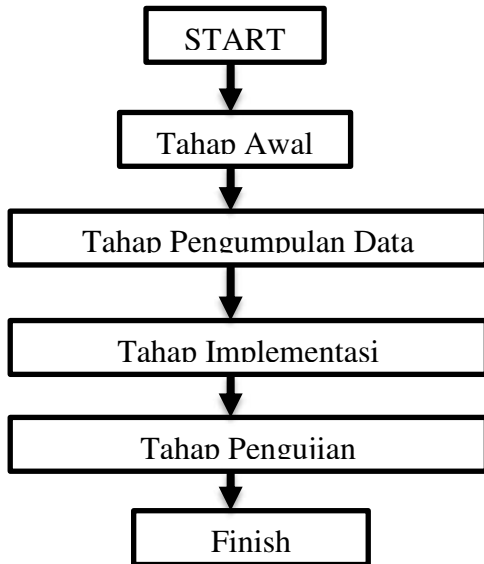 START
Tahap Awal
Tahap Pengumpulan Data
Tahap Implementasi
Tahap Pengujian
Finish